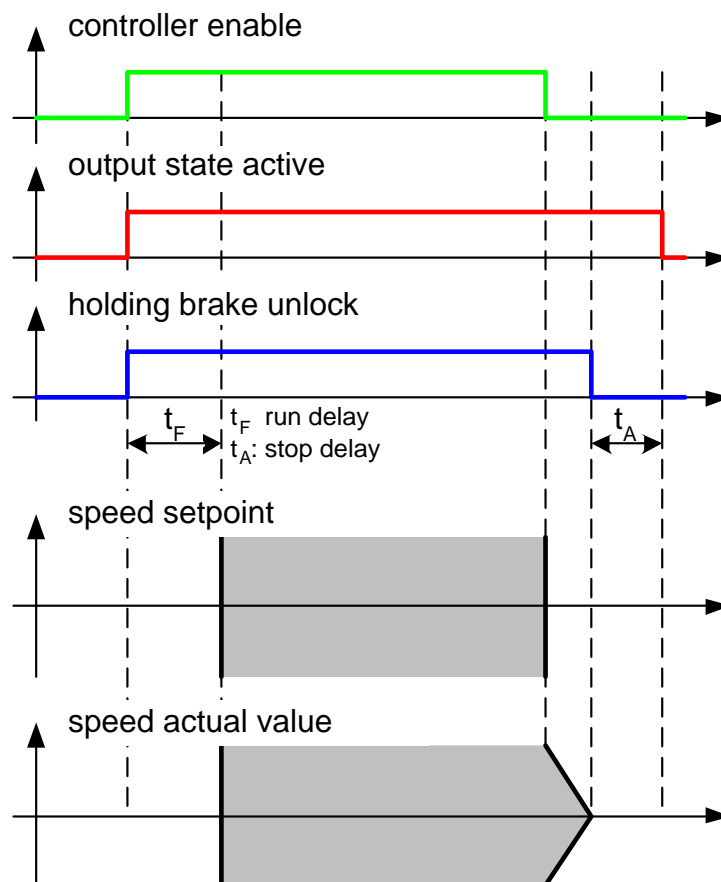 controller enable
output state active
holding brake unlock
tF
tF run delay
tA: stop delay
tA
speed setpoint
speed actual value